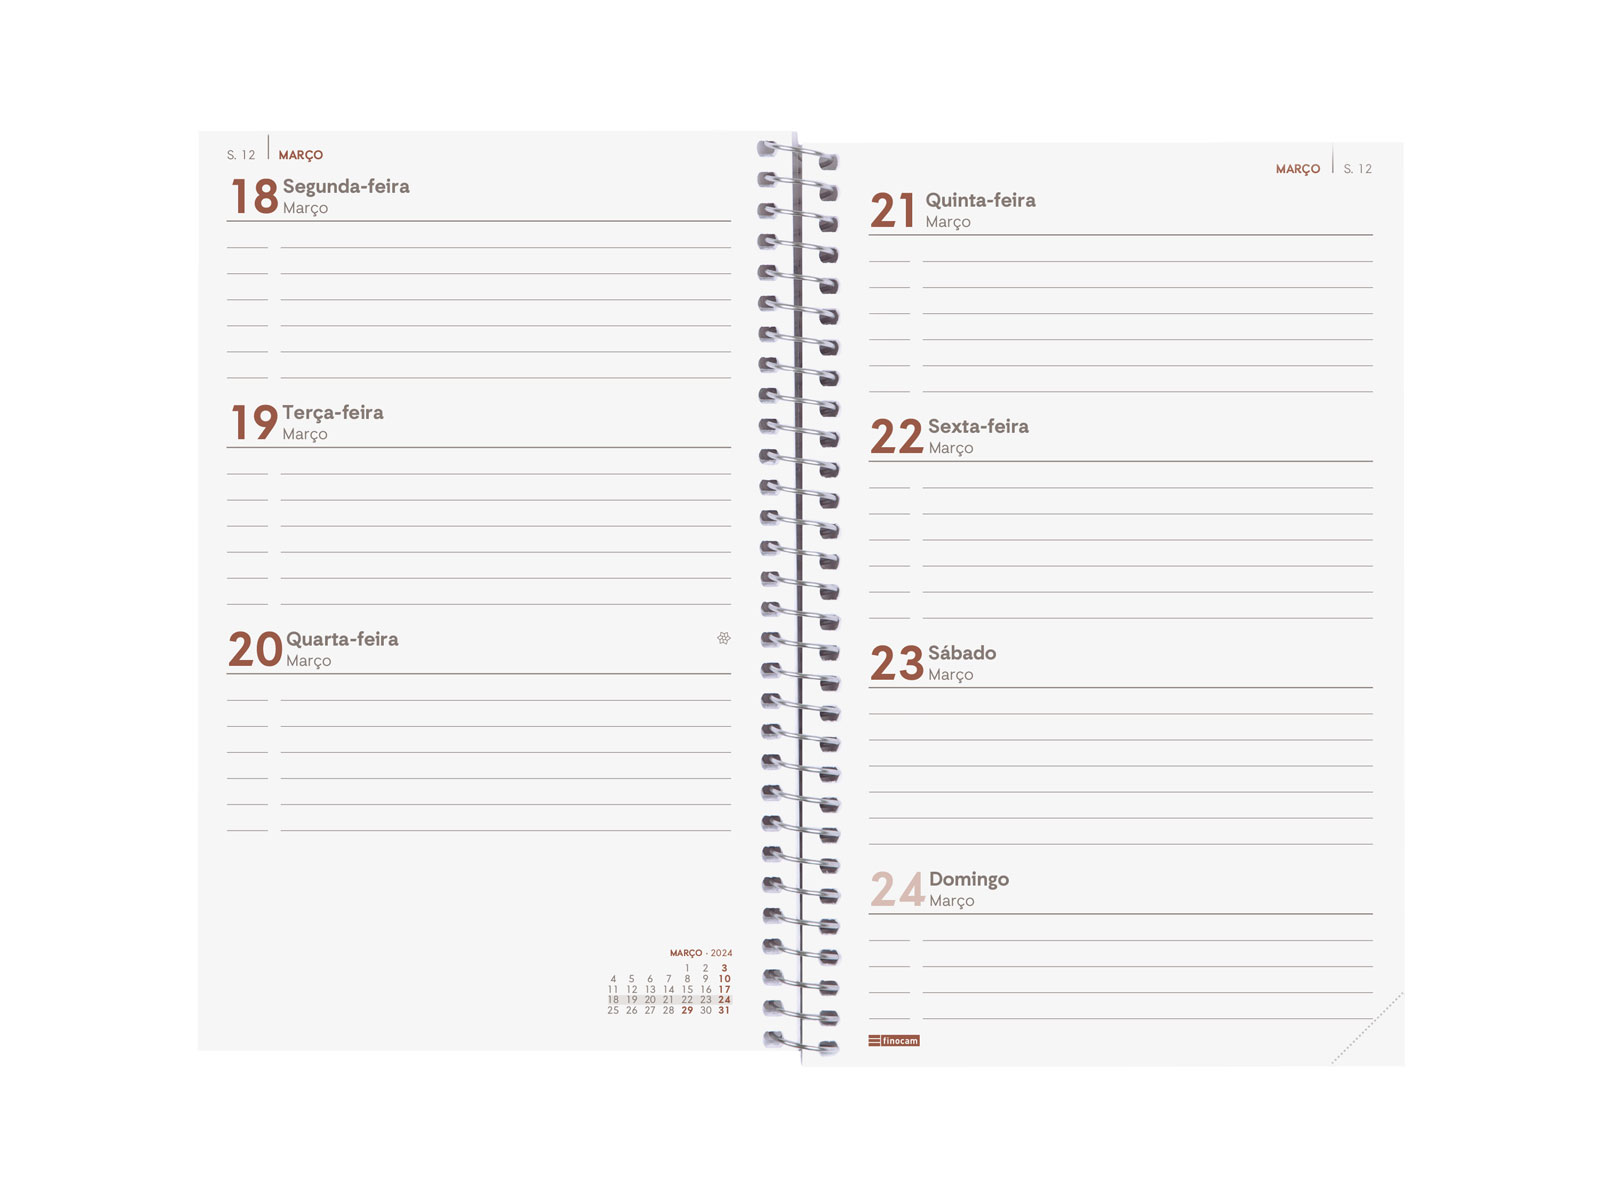 S. 12 MARÇO
18 Segunda-feira
Março
19 Terça-feira
Março
20 Quarta-feira
Março
MARÇO · 2024
1 2 3
4 5 6 7 8 9 10
11 12 13 14 15 16 17
18 19 20 21 22 23 24
25 26 27 28 29 30 31
MARÇO S. 12
21 Quinta-feira
Março
22 Sexta-feira
Março
23 Sábado
Março
24 Domingo
Março
finocam